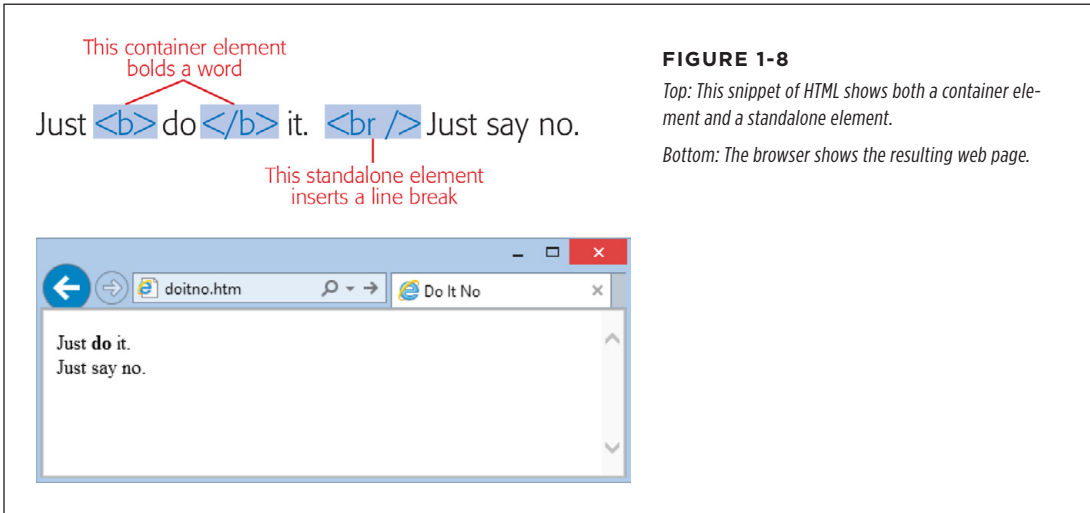 This container element
bolds a word
Just <b> do </b> it. <br /> Just say no.
This standalone element
inserts a line break
doitno.htm
Do It No
Just do it.
Just say no.
FIGURE 1-8
Top: This snippet of HTML shows both a container ele-
ment and a standalone element.
Bottom: The browser shows the resulting web page.